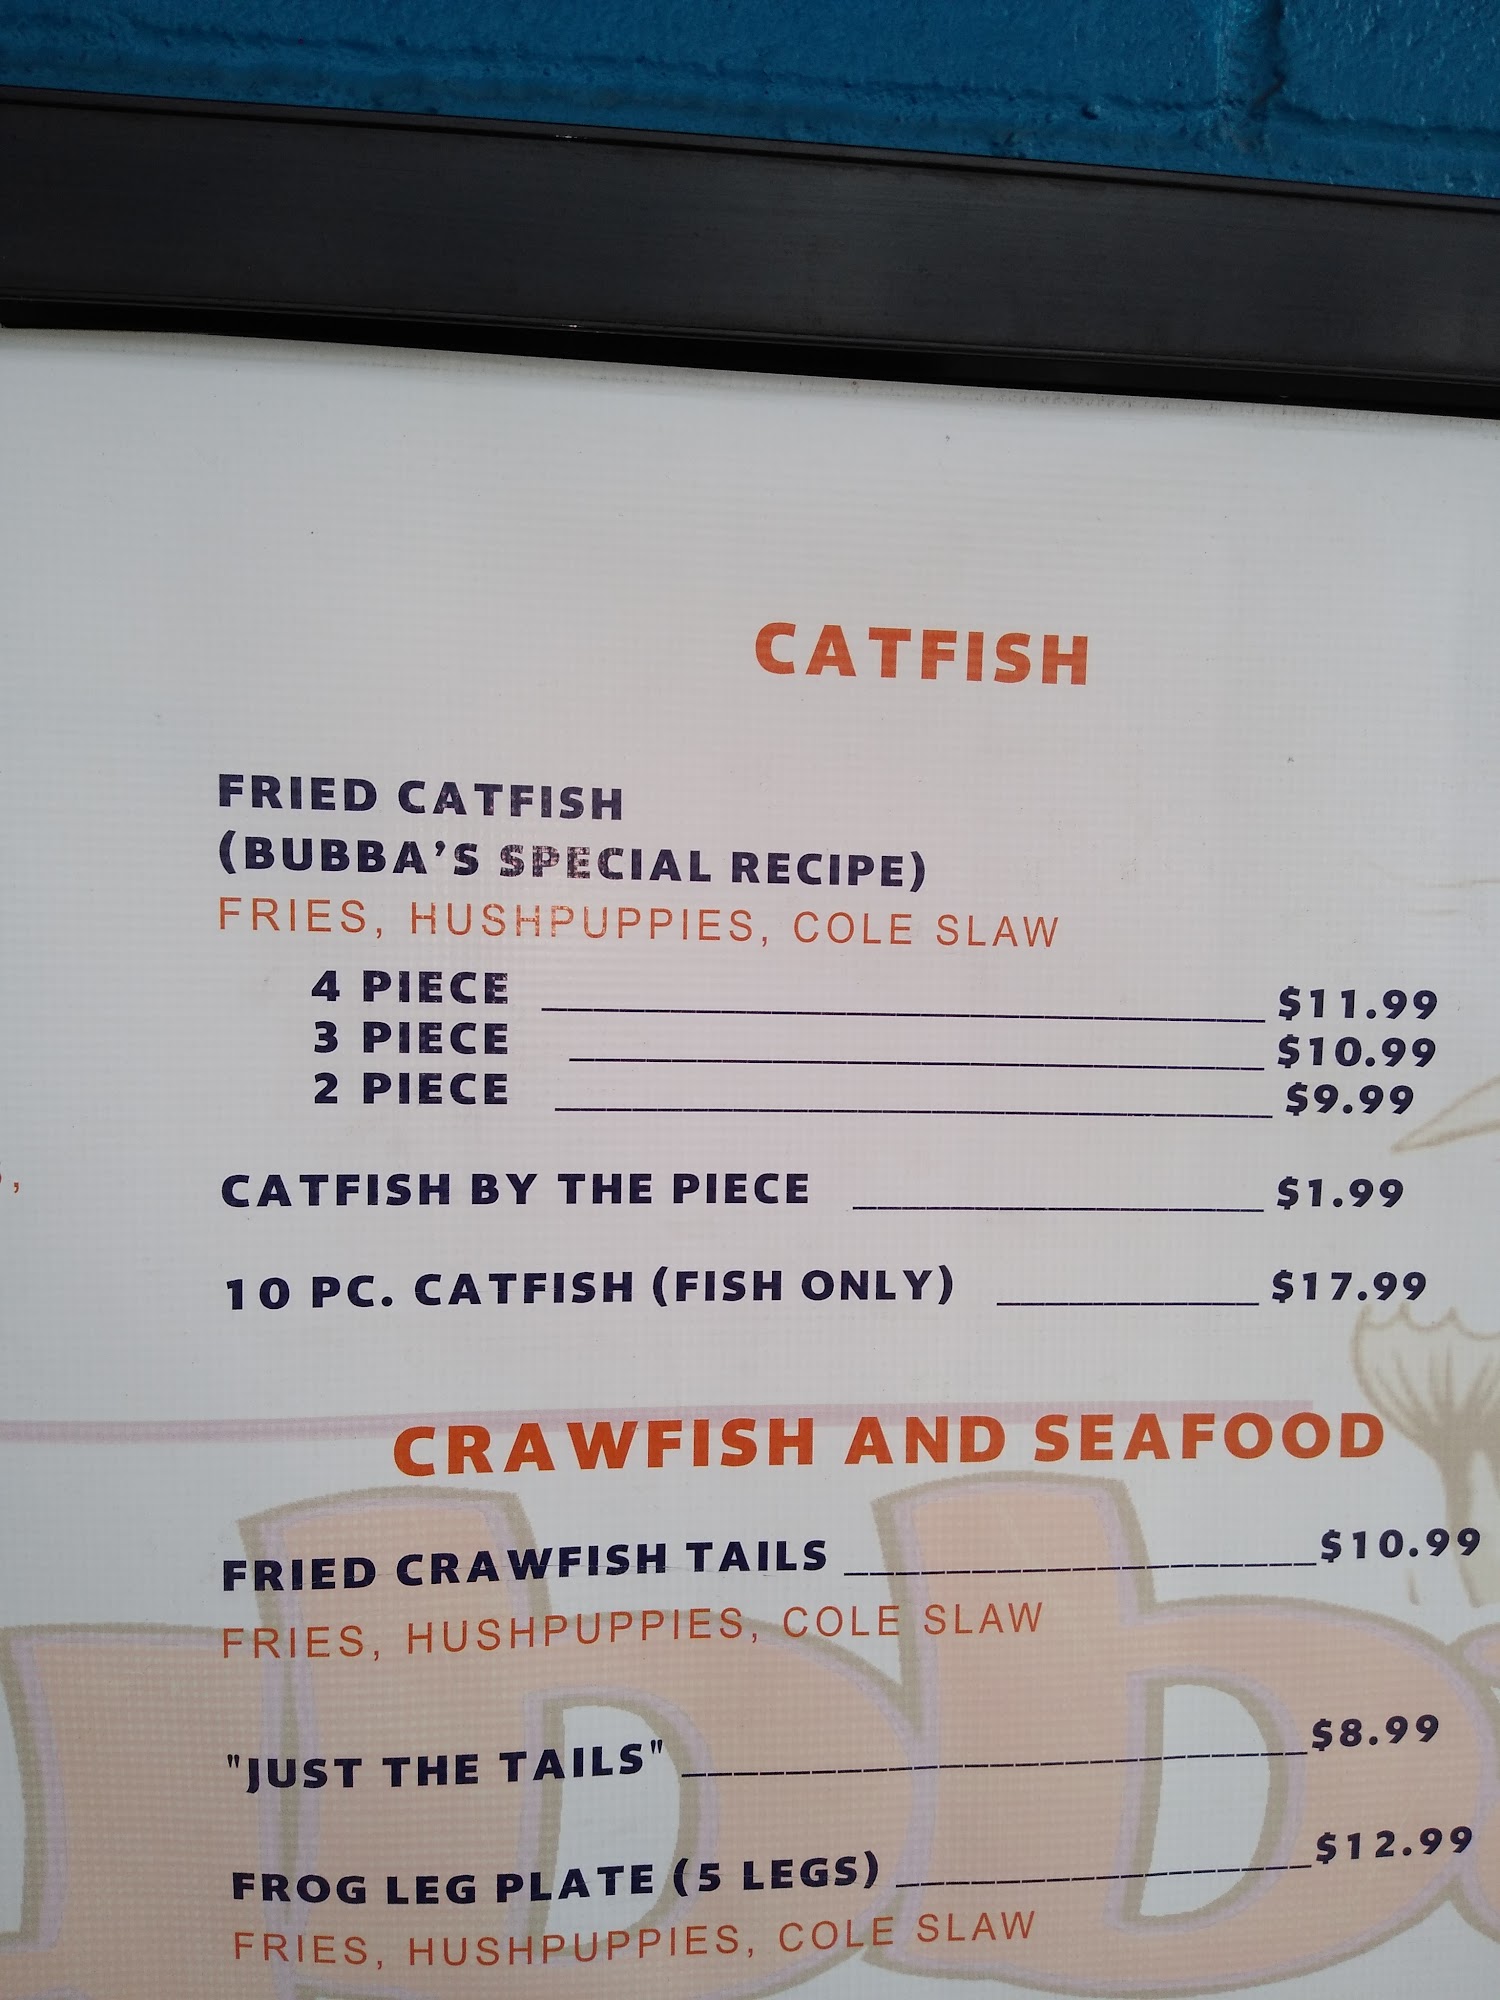 CATFISH
FRIED CATFISH
(BUBBA'S SPECIAL RECIPE)
FRIES, HUSHPUPPIES, COLE SLAW
4 PIECE $11.99
3 PIECE $10.99
2 PIECE $9.99
CATFISH BY THE PIECE $1.99
10 PC. CATFISH (FISH ONLY) $17.99
CRAWFISH AND SEAFOOD
FRIED CRAWFISH TAILS $10.99
FRIES, HUSHPUPPIES, COLE SLAW
"JUST THE TAILS" $8.99
FROG LEG PLATE (5 LEGS) $12.99
FRIES, HUSHPUPPIES, COLE SLAW